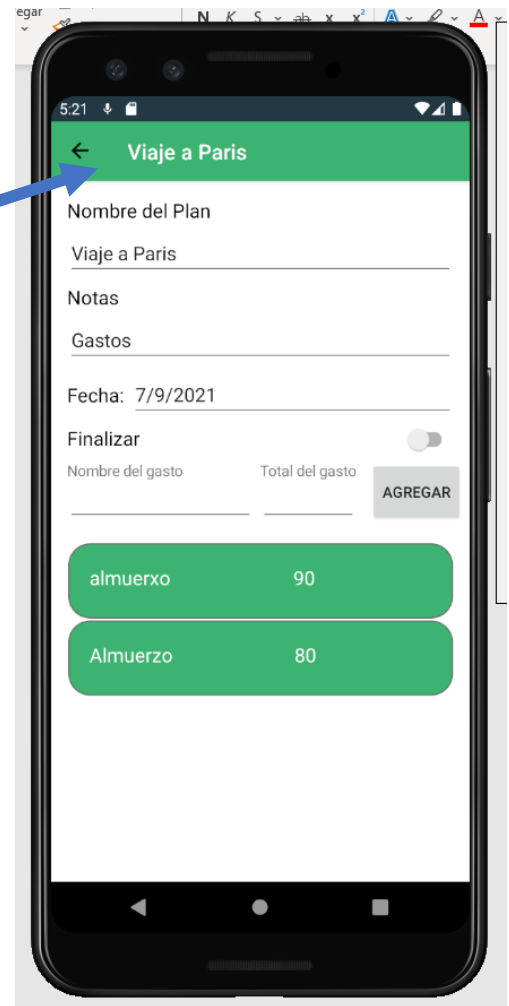 egar
N K S ab x x² A A
5:21
Viaje a Paris
Nombre del Plan
Viaje a Paris
Notas
Gastos
Fecha: 7/9/2021
Finalizar
Nombre del gasto Total del gasto
AGREGAR
almuerxo 90
Almuerzo 80